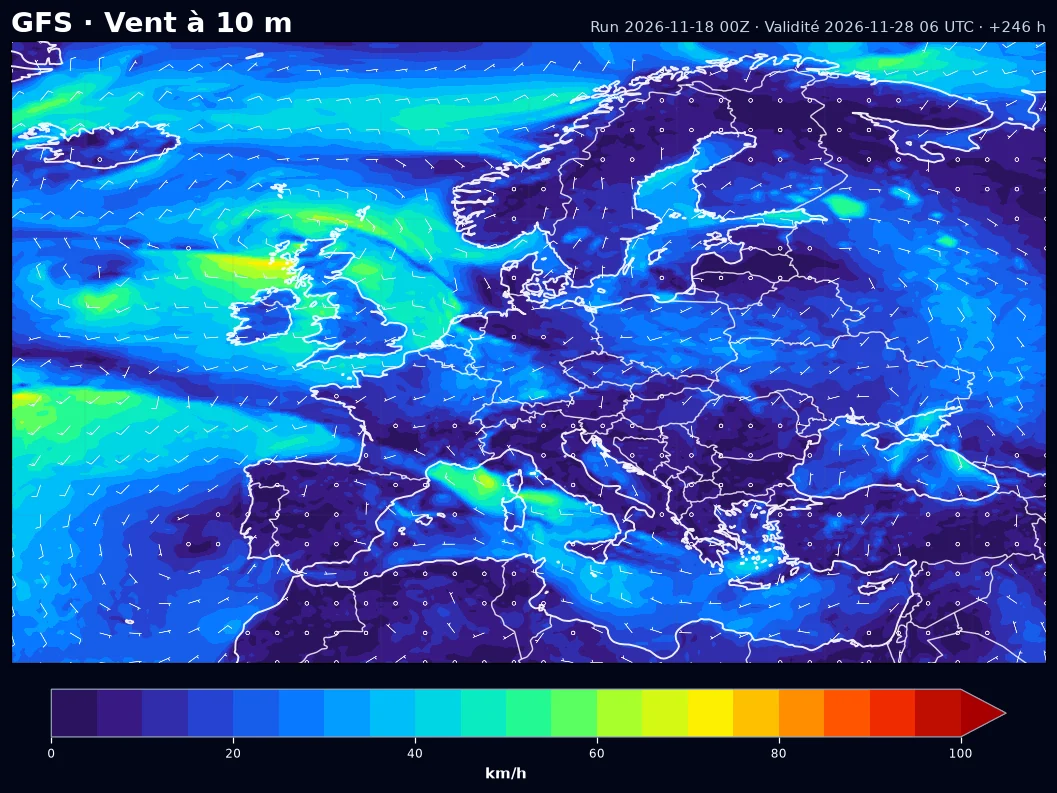 GFS · Vent à 10 m
Run 2026-11-18 00Z · Validité 2026-11-28 06 UTC · +246 h
0 20 40 60 80 100
km/h